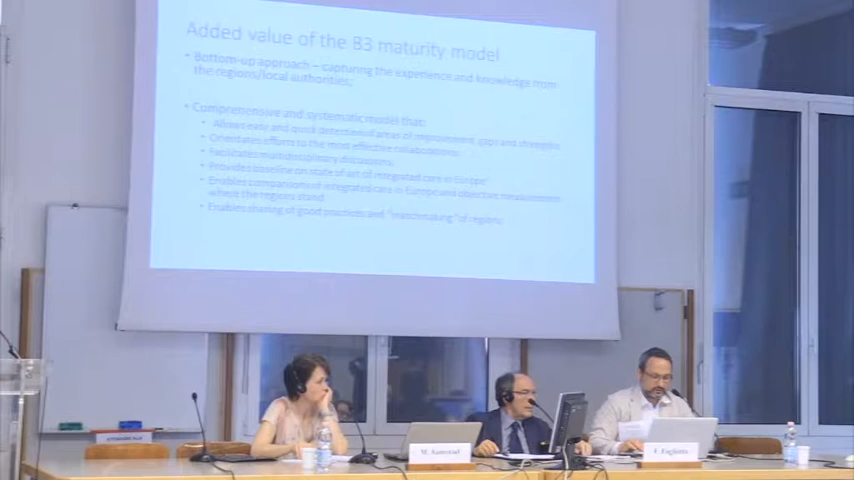 Added value of the B3 maturity model
• Bottom-up approach – capturing the experience and knowledge from
the regions/local authorities;
• Comprehensive and systematic model that:
• Allows easy and quick detection of areas of improvement, gaps and strengths
• Orientates efforts to the most effective collaborations
• Facilitates multidisciplinary discussions
• Provides baseline on state of art of integrated care in Europe
• Enables comparisons of integrated care in Europe and objective measurement
where the regions stand
• Enables sharing of good practices and "matchmaking" of regions
F. Fogliotto